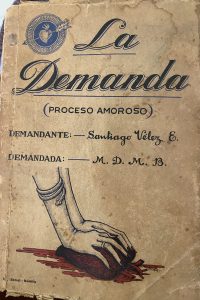 La
Demanda
(PROCESO AMOROSO)
DEMANDANTE: — Santiago Vélez E.
DEMANDADA: — M. D. M. B.